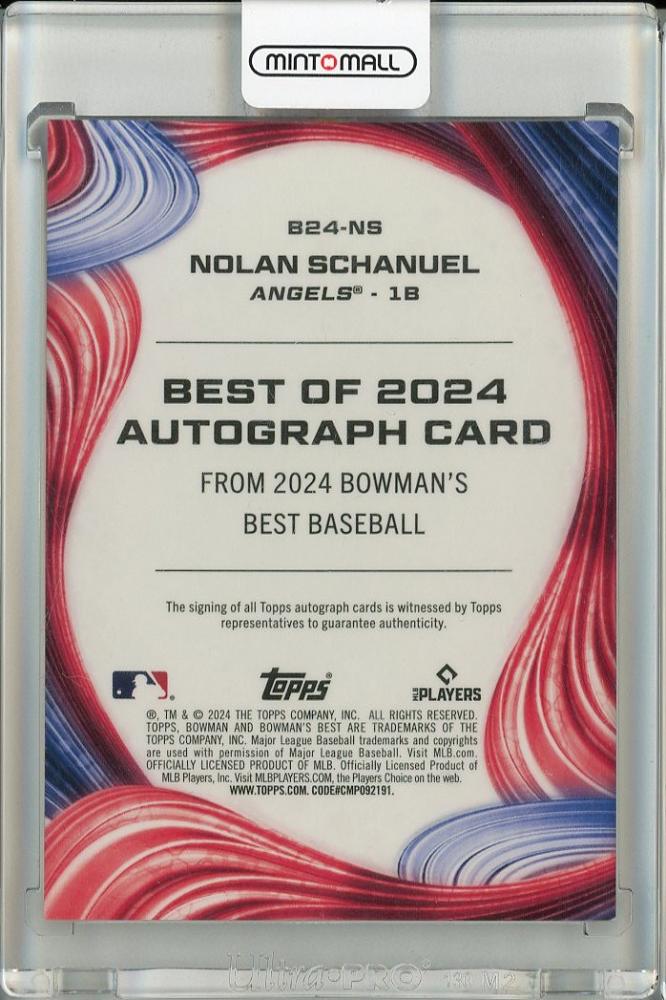 MINTOMALL
B24-NS
NOLAN SCHANUEL
ANGELS® - 1B
BEST OF 2024
AUTOGRAPH CARD
FROM 2024 BOWMAN'S
BEST BASEBALL
The signing of all Topps autograph cards is witnessed by Topps
representatives to guarantee authenticity.
Topps® MLB PLAYERS
®, TM & © 2024 THE TOPPS COMPANY, INC. ALL RIGHTS RESERVED.
TOPPS, BOWMAN AND BOWMAN'S BEST ARE TRADEMARKS OF THE
TOPPS COMPANY, INC. Major League Baseball trademarks and copyrights
are used with permission of Major League Baseball. Visit MLB.com.
OFFICIALLY LICENSED PRODUCT OF MLB. Officially Licensed Product of
MLB Players, Inc. Visit MLBPLAYERS.COM, the Players Choice on the web.
WWW.TOPPS.COM. CODE#CMP092191.
Ultra·PRO®